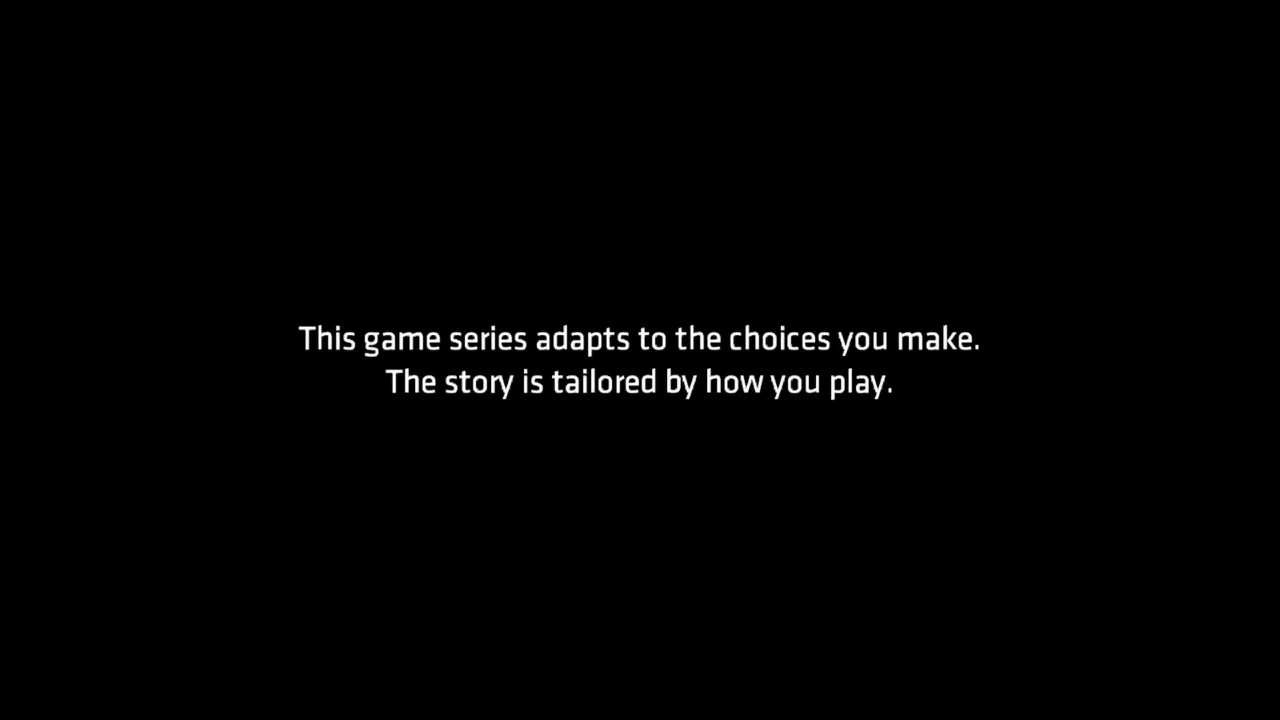 This game series adapts to the choices you make.
The story is tailored by how you play.